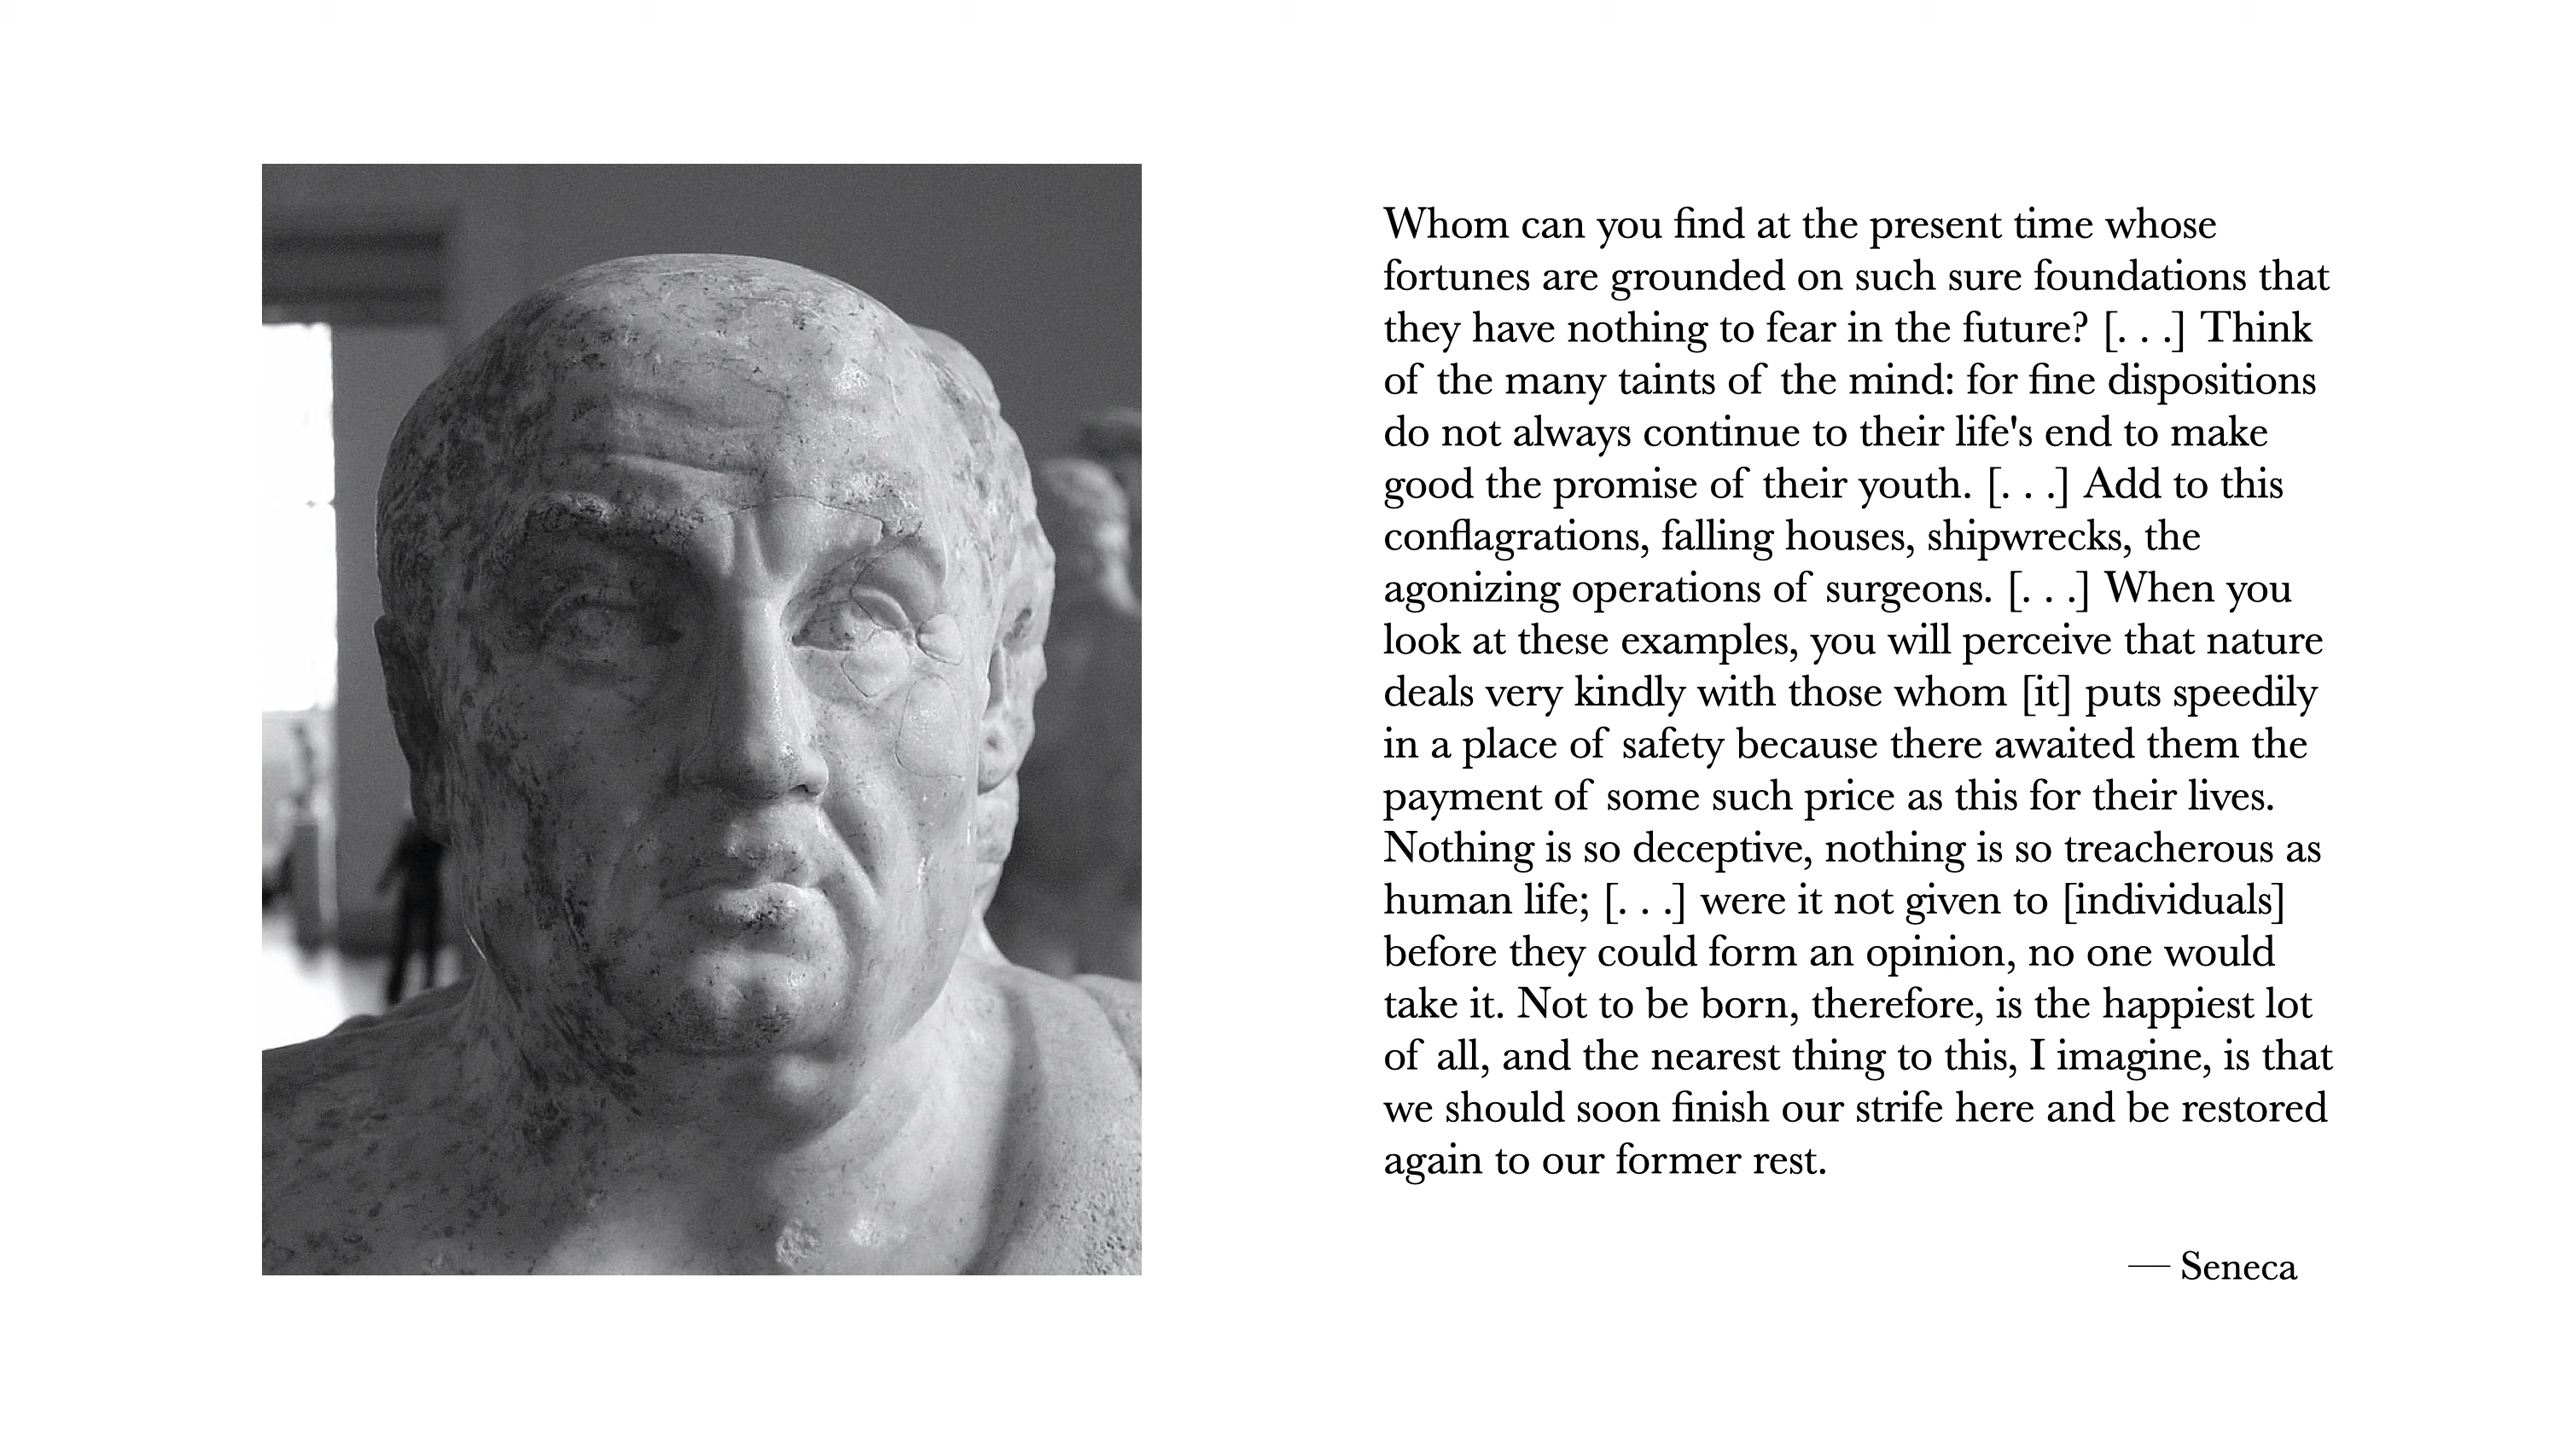 Whom can you find at the present time whose
fortunes are grounded on such sure foundations that
they have nothing to fear in the future? [. . .] Think
of the many taints of the mind: for fine dispositions
do not always continue to their life's end to make
good the promise of their youth. [. . .] Add to this
conflagrations, falling houses, shipwrecks, the
agonizing operations of surgeons. [. . .] When you
look at these examples, you will perceive that nature
deals very kindly with those whom [it] puts speedily
in a place of safety because there awaited them the
payment of some such price as this for their lives.
Nothing is so deceptive, nothing is so treacherous as
human life; [. . .] were it not given to [individuals]
before they could form an opinion, no one would
take it. Not to be born, therefore, is the happiest lot
of all, and the nearest thing to this, I imagine, is that
we should soon finish our strife here and be restored
again to our former rest.
— Seneca